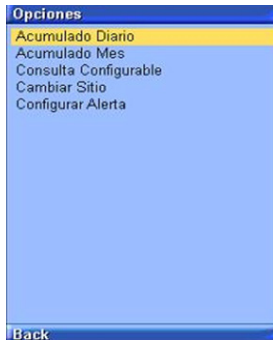 Opciones
Acumulado Diario
Acumulado Mes
Consulta Configurable
Cambiar Sitio
Configurar Alerta
Back